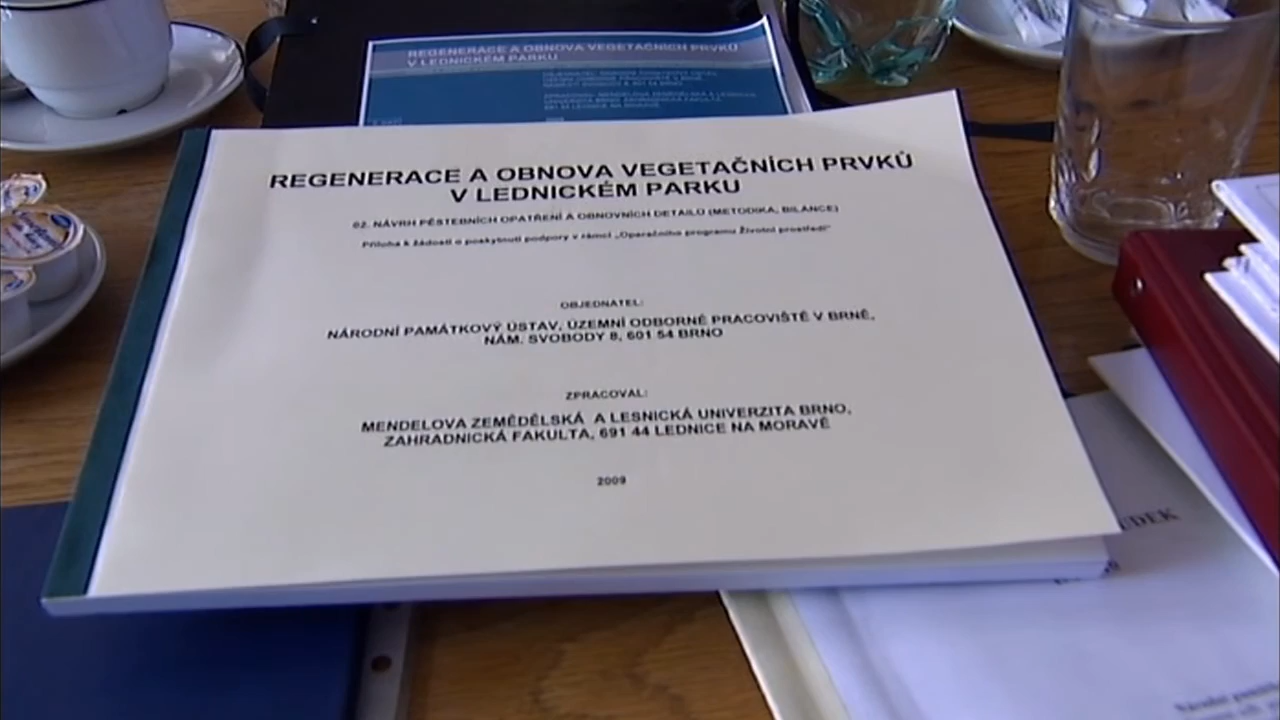 REGENERACE A OBNOVA VEGETAČNÍCH PRVKŮ
V LEDNICKÉM PARKU
REGENERACE A OBNOVA VEGETAČNÍCH PRVKŮ
V LEDNICKÉM PARKU
02. NÁVRH PĚSTEBNÍCH OPATŘENÍ A OBNOVNÍCH DETAILŮ (METODIKA, BILANCE)
Příloha k žádosti o poskytnutí podpory v rámci „Operačního programu Životní prostředí"
OBJEDNATEL:
NÁRODNÍ PAMÁTKOVÝ ÚSTAV, ÚZEMNÍ ODBORNÉ PRACOVIŠTĚ V BRNĚ,
NÁM. SVOBODY 8, 601 54 BRNO
ZPRACOVAL:
MENDELOVA ZEMĚDĚLSKÁ A LESNICKÁ UNIVERZITA BRNO,
ZAHRADNICKÁ FAKULTA, 691 44 LEDNICE NA MORAVĚ
2009